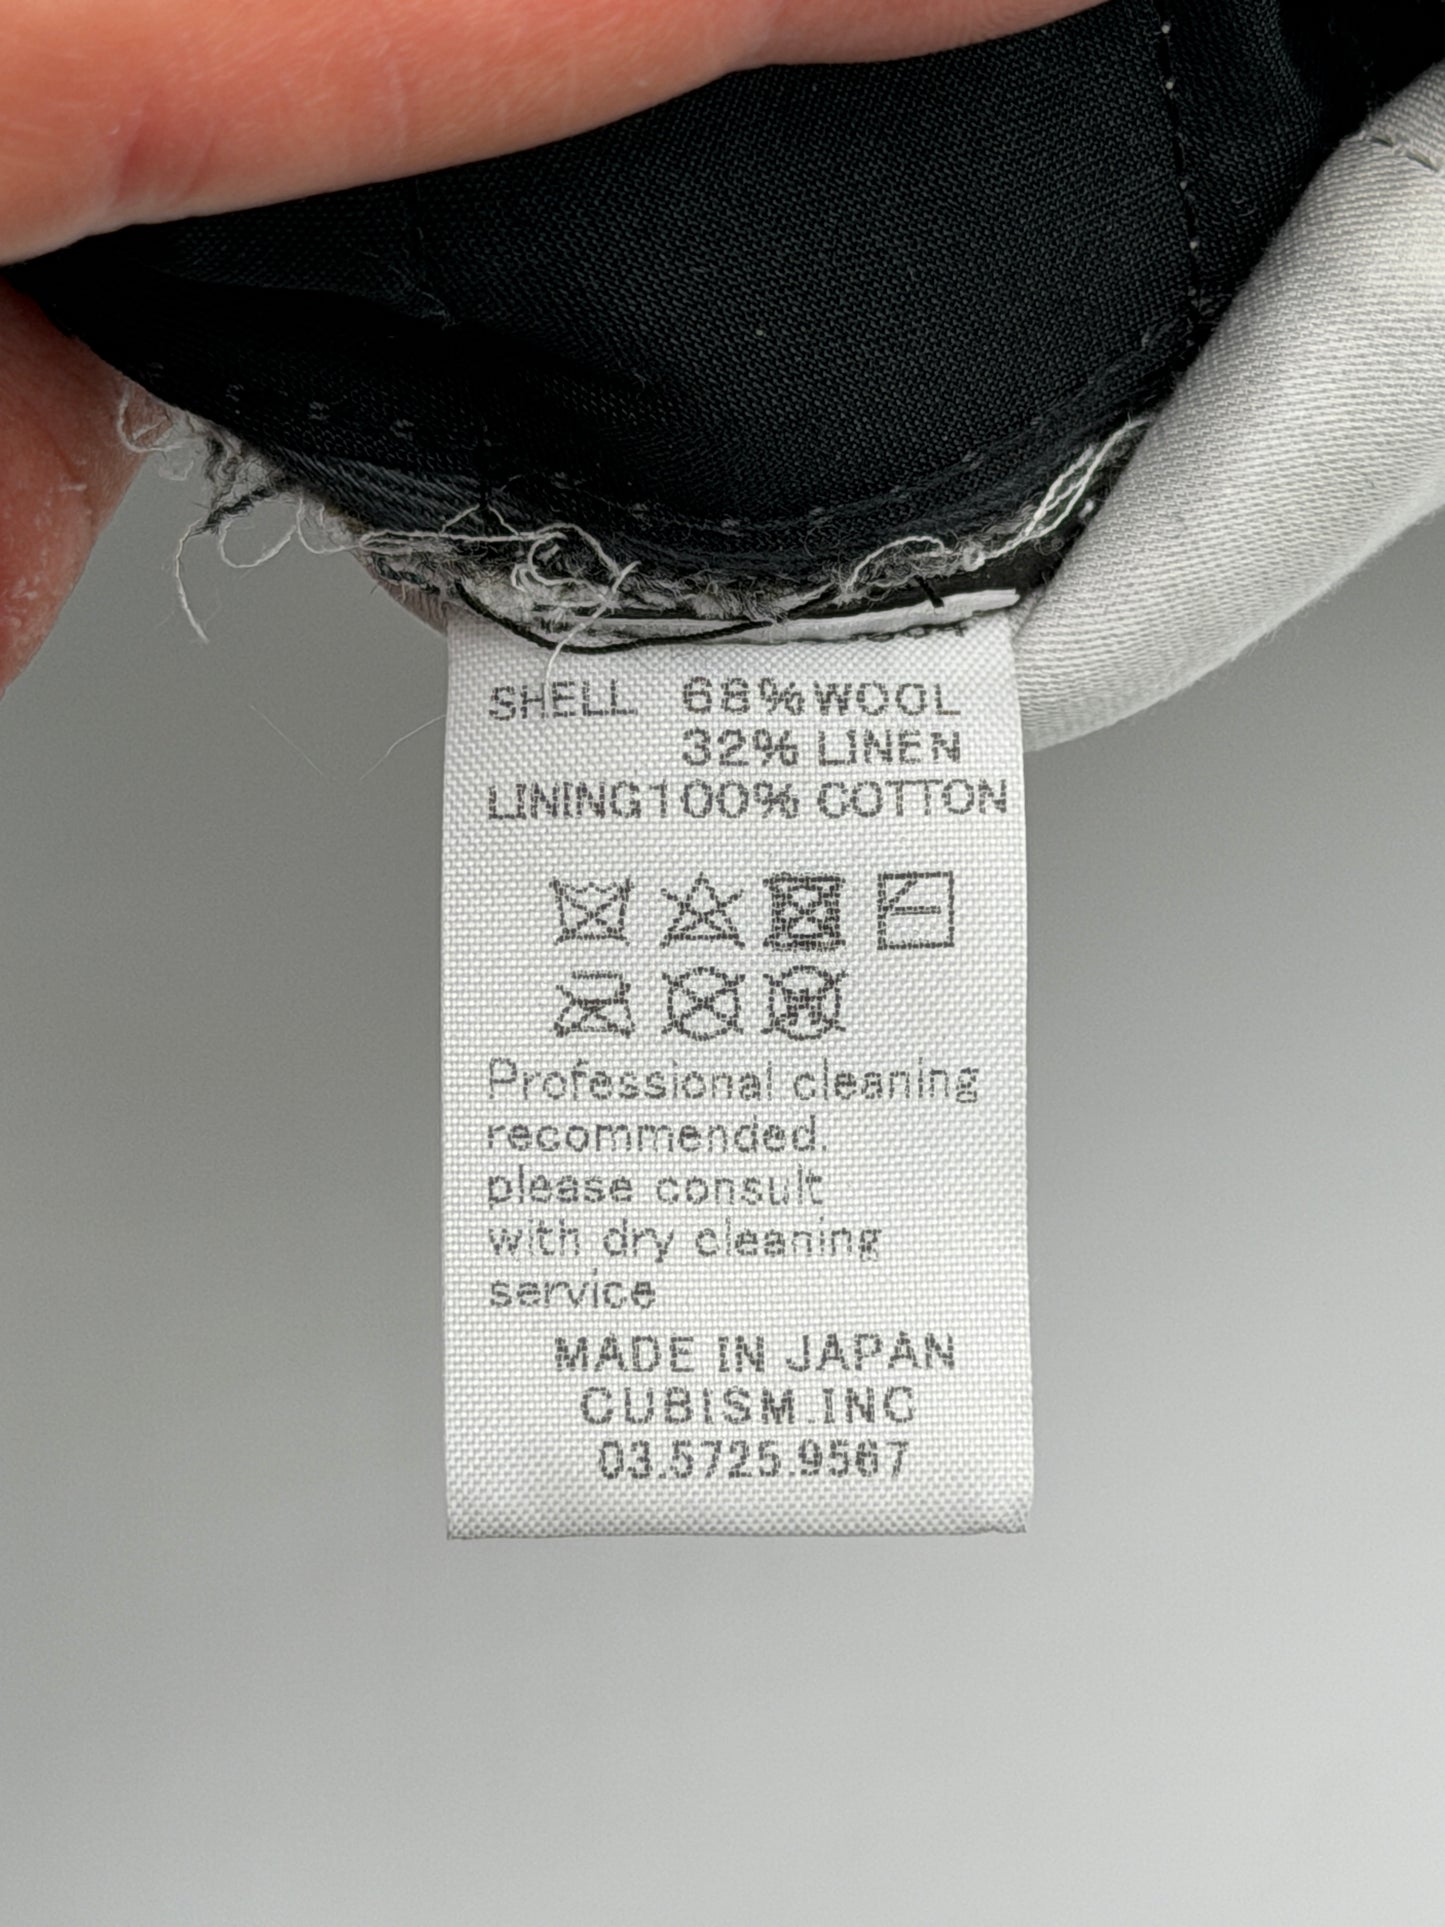 SHELL 68%WOOL
32% LINEN
LINING100% COTTON
Professional cleaning
recommended.
please consult
with dry cleaning
service
MADE IN JAPAN
CUBISM.INC
03.5725.9567